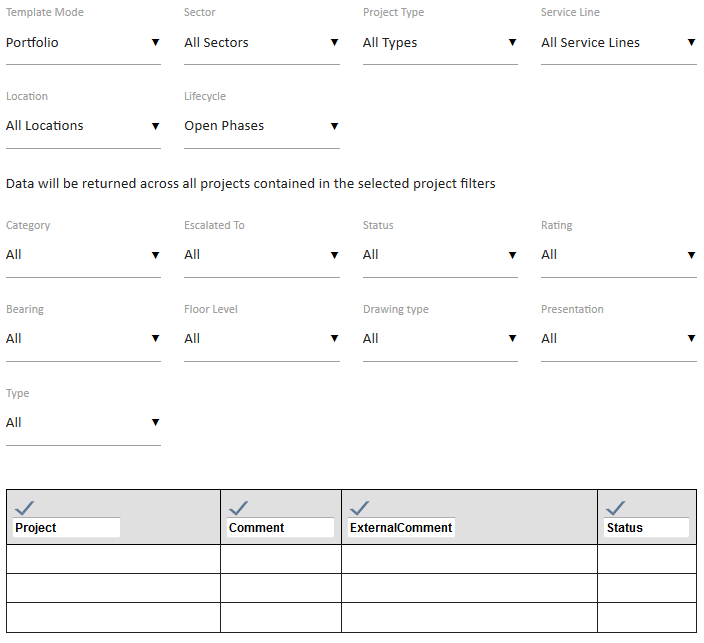 Template Mode Sector Project Type Service Line
Portfolio All Sectors All Types All Service Lines
Location Lifecycle
All Locations Open Phases
Data will be returned across all projects contained in the selected project filters
Category Escalated To Status Rating
All All All All
Bearing Floor Level Drawing type Presentation
All All All All
Type
All
Project Comment ExternalComment Status